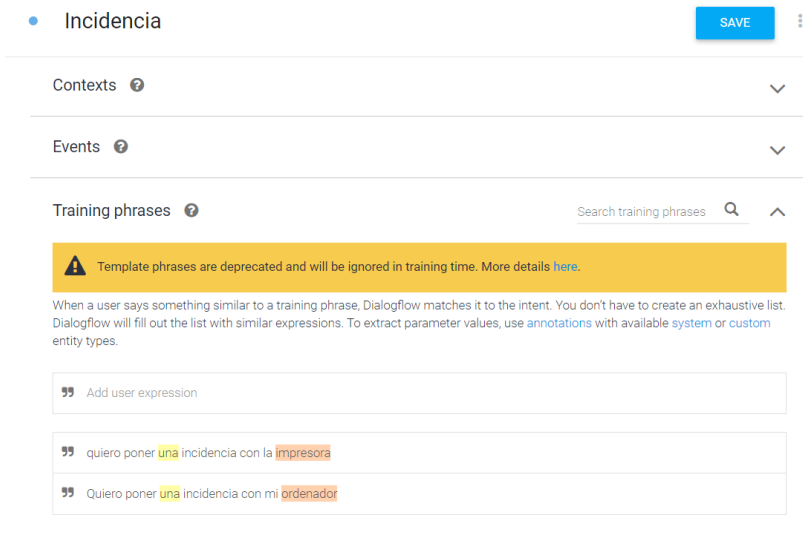 Incidencia
SAVE
Contexts
Events
Training phrases
Search training phrases
Template phrases are deprecated and will be ignored in training time. More details here.
When a user says something similar to a training phrase, Dialogflow matches it to the intent. You don't have to create an exhaustive list.
Dialogflow will fill out the list with similar expressions. To extract parameter values, use annotations with available system or custom
entity types.
Add user expression
quiero poner una incidencia con la impresora
Quiero poner una incidencia con mi ordenador